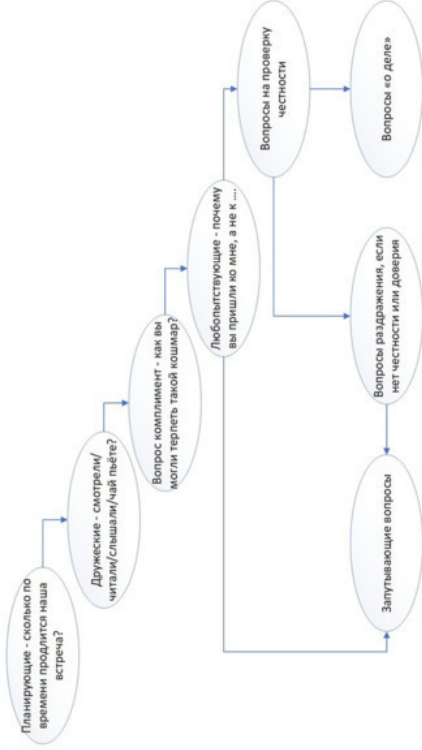 Планирующие - сколько по
времени продлится наша
встреча?
Дружеские - смотрели/
читали/слышали/чай пьёте?
Вопрос комплимент - как вы
могли терпеть такой кошмар?
Любопытствующие - почему
вы пришли ко мне, а не к ....
Вопросы на проверку
честности
Запутывающие вопросы
Вопросы раздражения, если
нет честности или доверия
Вопросы «о деле»